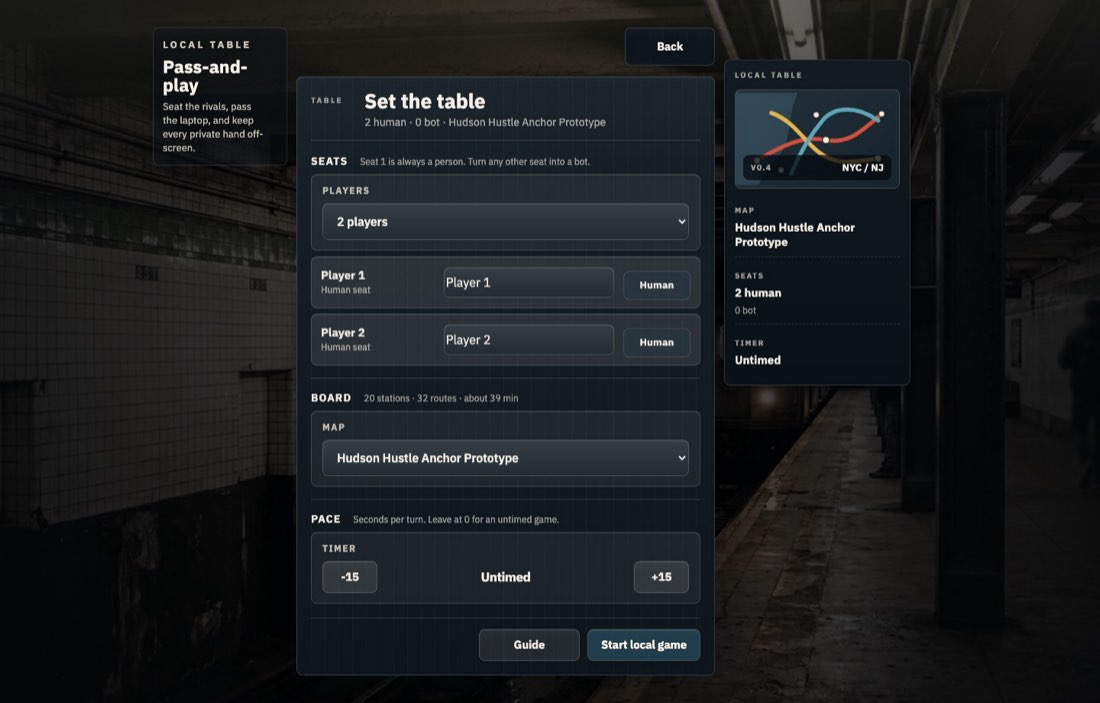 LOCAL TABLE
Pass-and-
play
Seat the rivals, pass
the laptop, and keep
every private hand off-
screen.
Back
TABLE
Set the table
2 human · 0 bot · Hudson Hustle Anchor Prototype
SEATS Seat 1 is always a person. Turn any other seat into a bot.
PLAYERS
2 players
Player 1
Human seat
Player 1
Human
Player 2
Human seat
Player 2
Human
BOARD 20 stations · 32 routes · about 39 min
MAP
Hudson Hustle Anchor Prototype
PACE Seconds per turn. Leave at 0 for an untimed game.
TIMER
-15
Untimed
+15
Guide
Start local game
LOCAL TABLE
V0.4
NYC / NJ
MAP
Hudson Hustle Anchor
Prototype
SEATS
2 human
0 bot
TIMER
Untimed